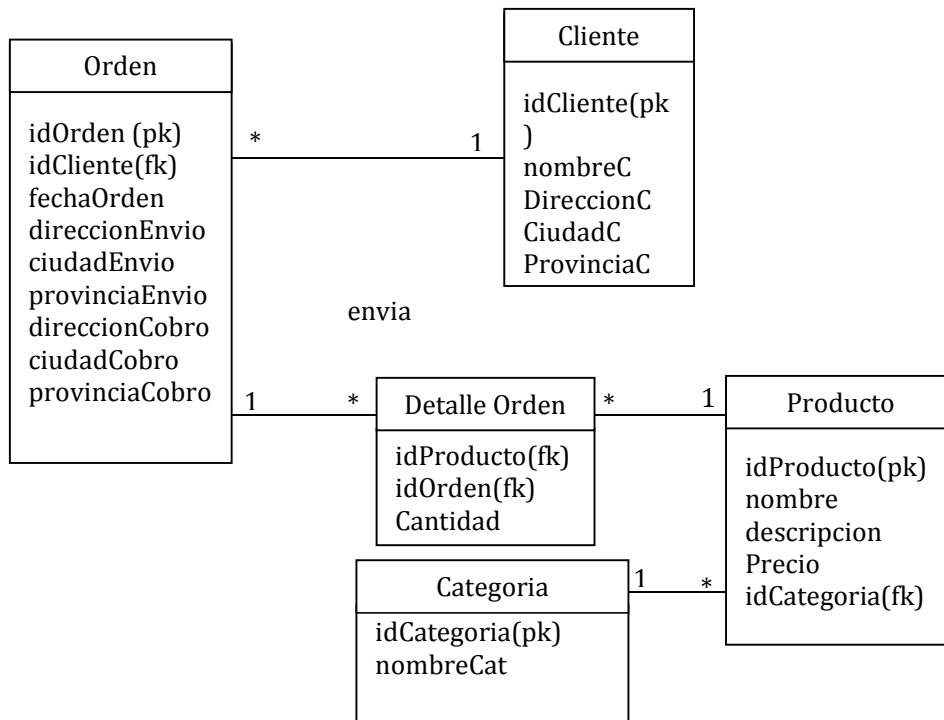 Orden
idOrden (pk)
idCliente(fk)
fechaOrden
direccionEnvio
ciudadEnvio
provinciaEnvio
direccionCobro
ciudadCobro
provinciaCobro
*
1
Cliente
idCliente(pk
)
nombreC
DireccionC
CiudadC
ProvinciaC
envia
1
*
Detalle Orden
idProducto(fk)
idOrden(fk)
Cantidad
*
1
Producto
idProducto(pk)
nombre
descripcion
Precio
idCategoria(fk)
Categoria
idCategoria(pk)
nombreCat
1
*